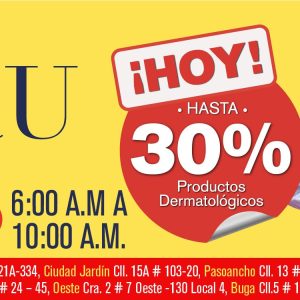 U
¡HOY!
· HASTA ·
30%
Productos
Dermatológicos
6:00 A.M A
10:00 A.M.
21A-334, Ciudad Jardín Cll. 15A # 103-20, Pasoancho Cll. 13 #
# 24 – 45, Oeste Cra. 2 # 7 Oeste -130 Local 4, Buga Cll.5 # 1